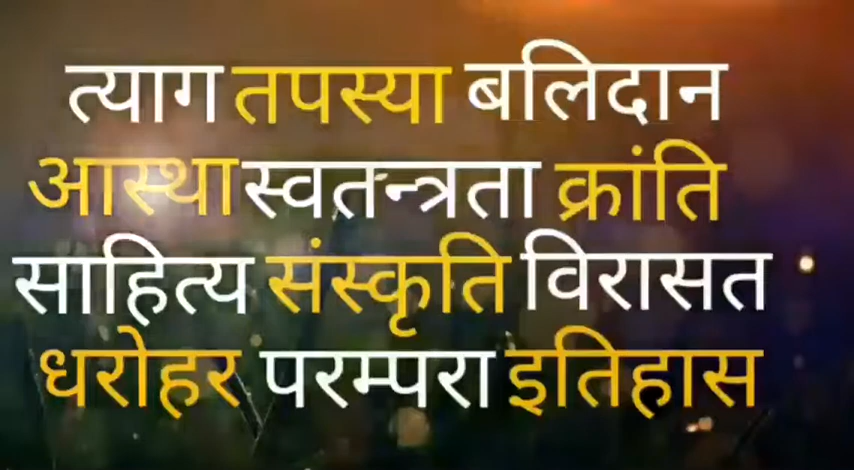 त्याग तपस्या बलिदान
आस्था स्वतन्त्रता क्रांति
साहित्य संस्कृति विरासत
धरोहर परम्परा इतिहास